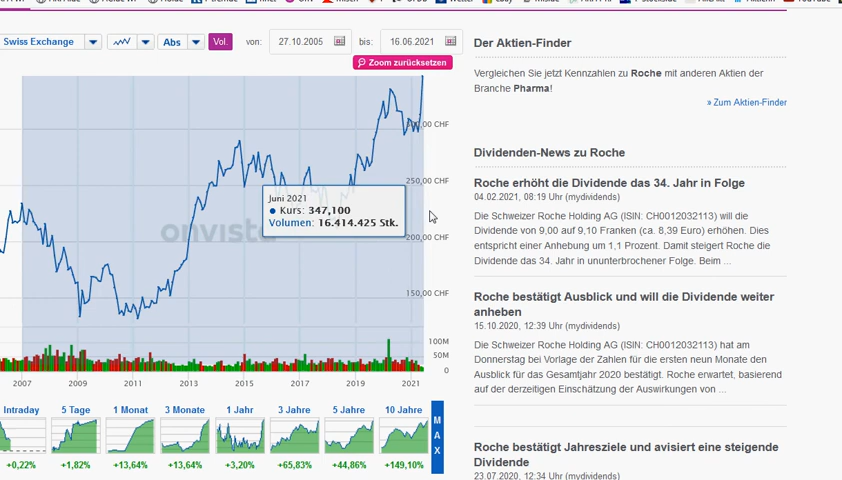 Swiss Exchange
Abs
Vol.
von:
27.10.2005
bis:
16.06.2021
Zoom zurücksetzen
250,00 CHF
200,00 CHF
150,00 CHF
Juni 2021
Kurs: 347,100
Volumen: 16.414.425 Stk.
onvista
100M
50M
0
2007
2009
2011
2013
2015
2017
2019
2021
Intraday
5 Tage
1 Monat
3 Monate
1 Jahr
3 Jahre
5 Jahre
10 Jahre
MAX
+0,22%
+1,82%
+13,64%
+13,64%
+3,20%
+65,83%
+44,86%
+149,10%
Der Aktien-Finder
Vergleichen Sie jetzt Kennzahlen zu Roche mit anderen Aktien der
Branche Pharma!
» Zum Aktien-Finder
Dividenden-News zu Roche
Roche erhöht die Dividende das 34. Jahr in Folge
04.02.2021, 08:19 Uhr (mydividends)
Die Schweizer Roche Holding AG (ISIN: CH0012032113) will die
Dividende von 9,00 auf 9,10 Franken (ca. 8,39 Euro) erhöhen. Dies
entspricht einer Anhebung um 1,1 Prozent. Damit steigert Roche die
Dividende das 34. Jahr in ununterbrochener Folge. Beim ...
Roche bestätigt Ausblick und will die Dividende weiter
anheben
15.10.2020, 12:39 Uhr (mydividends)
Die Schweizer Roche Holding AG (ISIN: CH0012032113) hat am
Donnerstag bei Vorlage der Zahlen für die ersten neun Monate den
Ausblick für das Gesamtjahr 2020 bestätigt. Roche erwartet, basierend
auf der derzeitigen Einschätzung der Auswirkungen von ...
Roche bestätigt Jahresziele und avisiert eine steigende
Dividende
23.07.2020, 12:34 Uhr (mydividends)